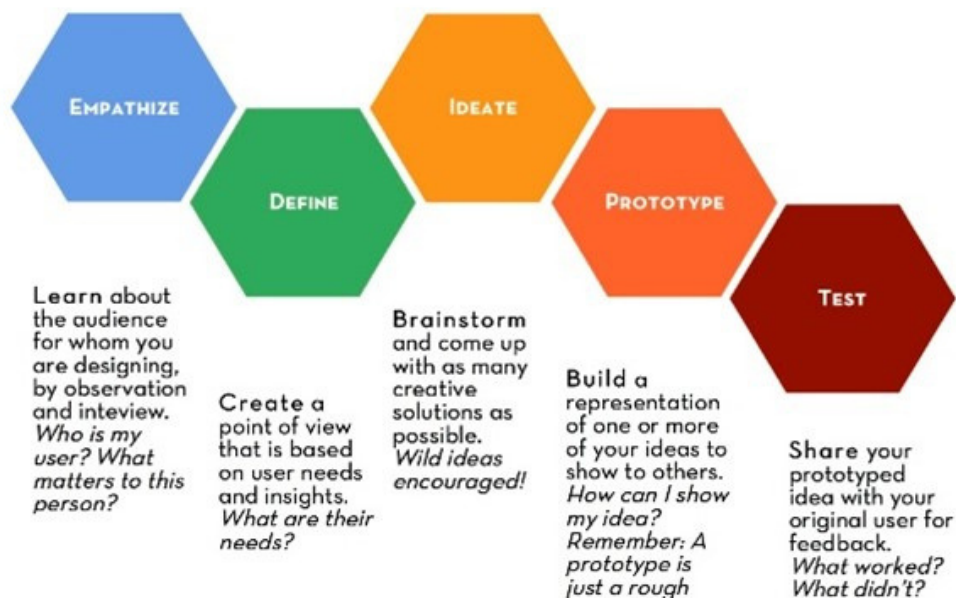 EMPATHIZE
DEFINE
IDEATE
PROTOTYPE
TEST
Learn about
the audience
for whom you
are designing,
by observation
and inteview.
Who is my
user? What
matters to this
person?
Create a
point of view
that is based
on user needs
and insights.
What are their
needs?
Brainstorm
and come up
with as many
creative
solutions as
possible.
Wild ideas
encouraged!
Build a
representation
of one or more
of your ideas to
show to others.
How can I show
my idea?
Remember: A
prototype is
just a rough
Share your
prototyped
idea with your
original user for
feedback.
What worked?
What didn't?